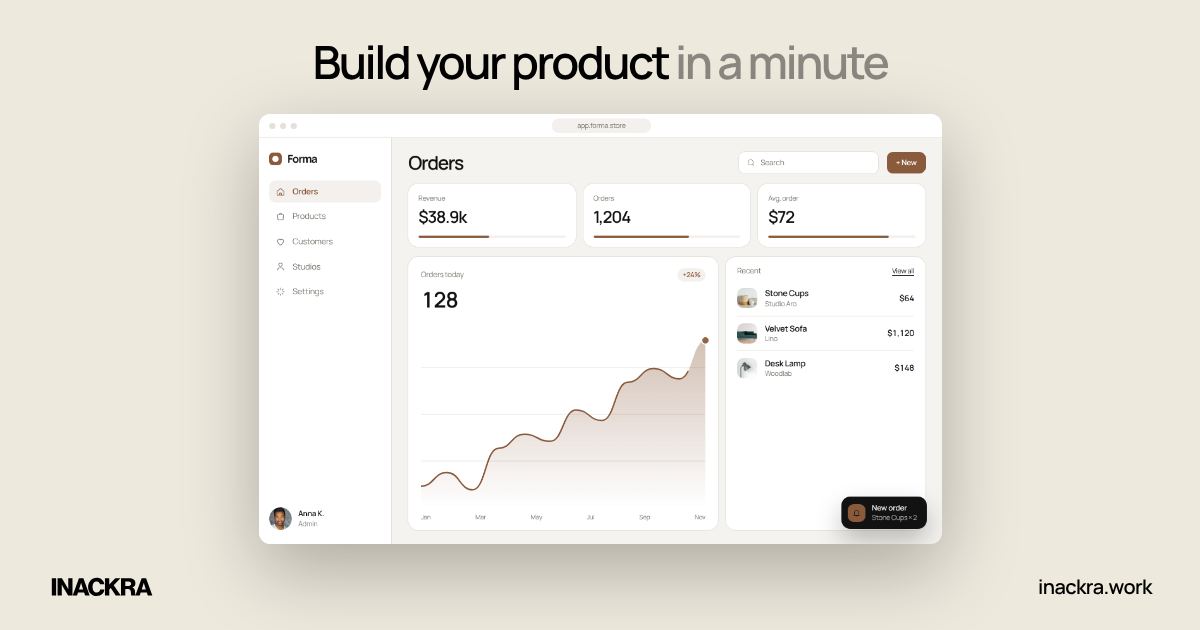 Build your product in a minute
app.forma.store
Forma
Orders
Products
Customers
Studios
Settings
Anna K.
Admin
Orders
Search
+ New
Revenue
$38.9k
Orders
1,204
Avg. order
$72
Orders today
+24%
128
Jan
Mar
May
Jul
Sep
Nov
Recent
View all
Stone Cups
Studio Aro
$64
Velvet Sofa
Lino
$1,120
Desk Lamp
Woodlab
$148
New order
Stone Cups × 2
INACKRA
inackra.work